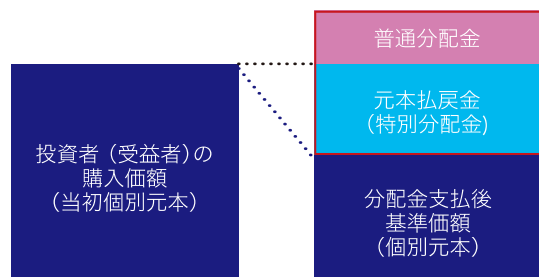 投資者（受益者）の
購入価額
（当初個別元本）
普通分配金
元本払戻金
（特別分配金）
分配金支払後
基準価額
（個別元本）